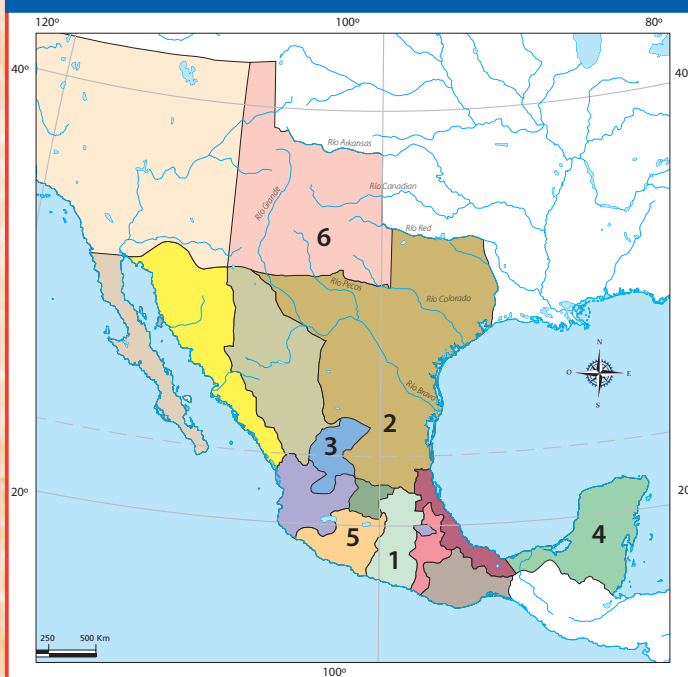 120º 100º 80º
40º 40
Río Arkansas
Río Canadian
Río Grande
Río Red
6
Río Pecos
Río Colorado
N
O E
S
Río Bravo
2
3
20º 20
4
5
1
250 500 Km
100º